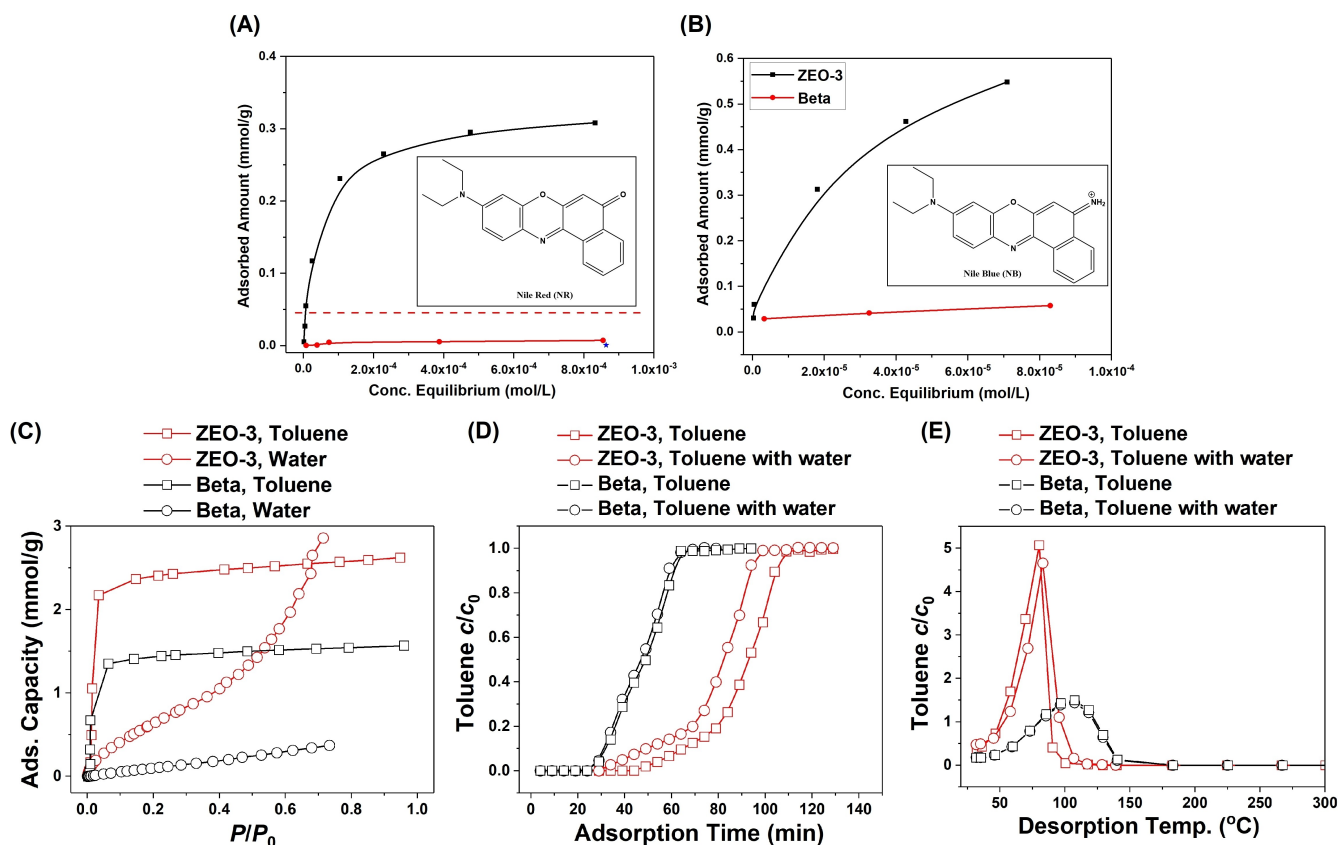 (A)
0.4
0.3
0.2
0.1
0.0
Adsorbed Amount (mmol/g)
N
O
O
N
Nile Red (NR)
0.0
2.0x10⁻⁴
4.0x10⁻⁴
6.0x10⁻⁴
8.0x10⁻⁴
1.0x10⁻³
Conc. Equilibrium (mol/L)
(B)
ZEO-3
Beta
0.6
0.5
0.4
0.3
0.2
0.1
0.0
Adsorbed Amount (mmol/g)
N
O
NH₂
+
N
Nile Blue (NB)
0.0
2.0x10⁻⁵
4.0x10⁻⁵
6.0x10⁻⁵
8.0x10⁻⁵
1.0x10⁻⁴
Conc. Equilibrium (mol/L)
(C)
ZEO-3, Toluene
ZEO-3, Water
Beta, Toluene
Beta, Water
3
2
1
0
Ads. Capacity (mmol/g)
0.0
0.2
0.4
0.6
0.8
1.0
P/P₀
(D)
ZEO-3, Toluene
ZEO-3, Toluene with water
Beta, Toluene
Beta, Toluene with water
1.0
0.8
0.6
0.4
0.2
0.0
Toluene c/c₀
0
20
40
60
80
100
120
140
Adsorption Time (min)
(E)
ZEO-3, Toluene
ZEO-3, Toluene with water
Beta, Toluene
Beta, Toluene with water
5
4
3
2
1
0
Toluene c/c₀
50
100
150
200
250
300
Desorption Temp. (°C)